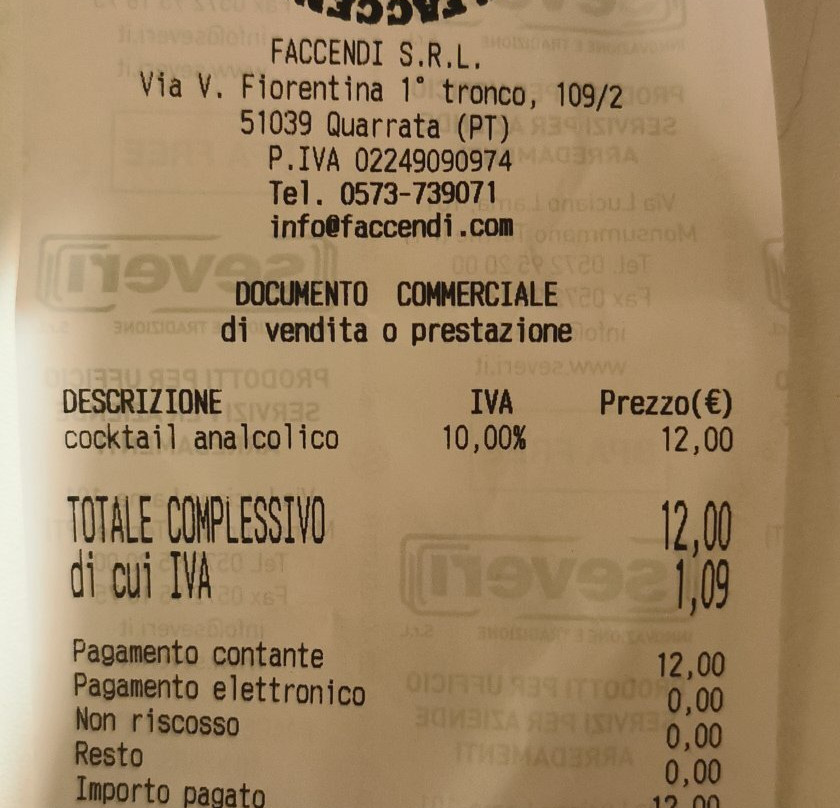 FACCENDI S.R.L.
Via V. Fiorentina 1° tronco, 109/2
51039 Quarrata (PT)
P.IVA 02249090974
Tel. 0573-739071
info@faccendi.com
DOCUMENTO COMMERCIALE
di vendita o prestazione
DESCRIZIONE IVA Prezzo(€)
cocktail analcolico 10,00% 12,00
TOTALE COMPLESSIVO 12,00
di cui IVA 1,09
Pagamento contante 12,00
Pagamento elettronico 0,00
Non riscosso 0,00
Resto 0,00
Importo pagato 12,00